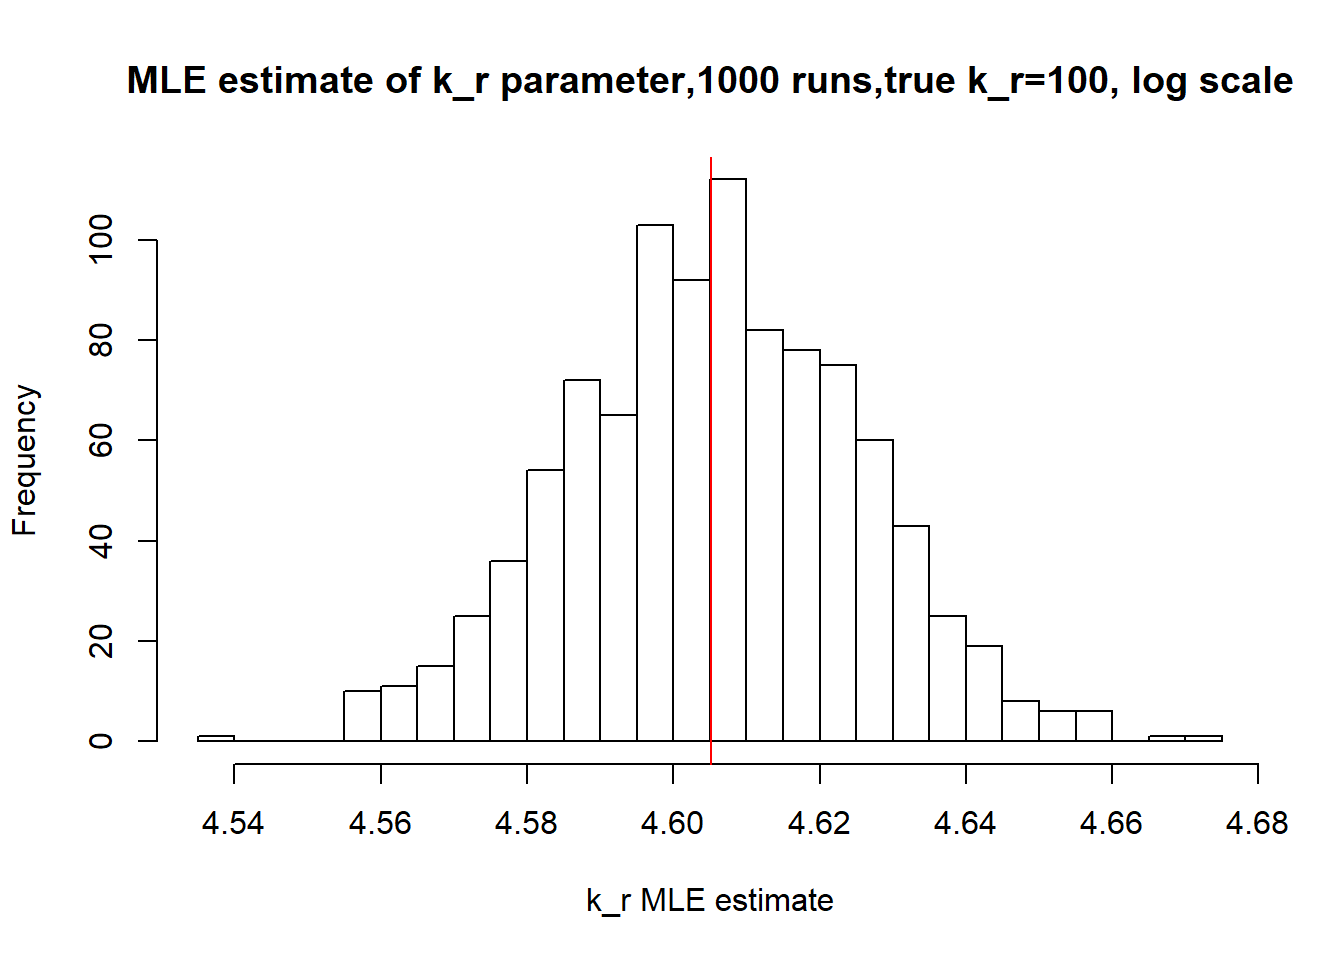 MLE estimate of k_r parameter,1000 runs,true k_r=100, log scale
Frequency
100
80
60
40
20
0
4.54 4.56 4.58 4.60 4.62 4.64 4.66 4.68
k_r MLE estimate